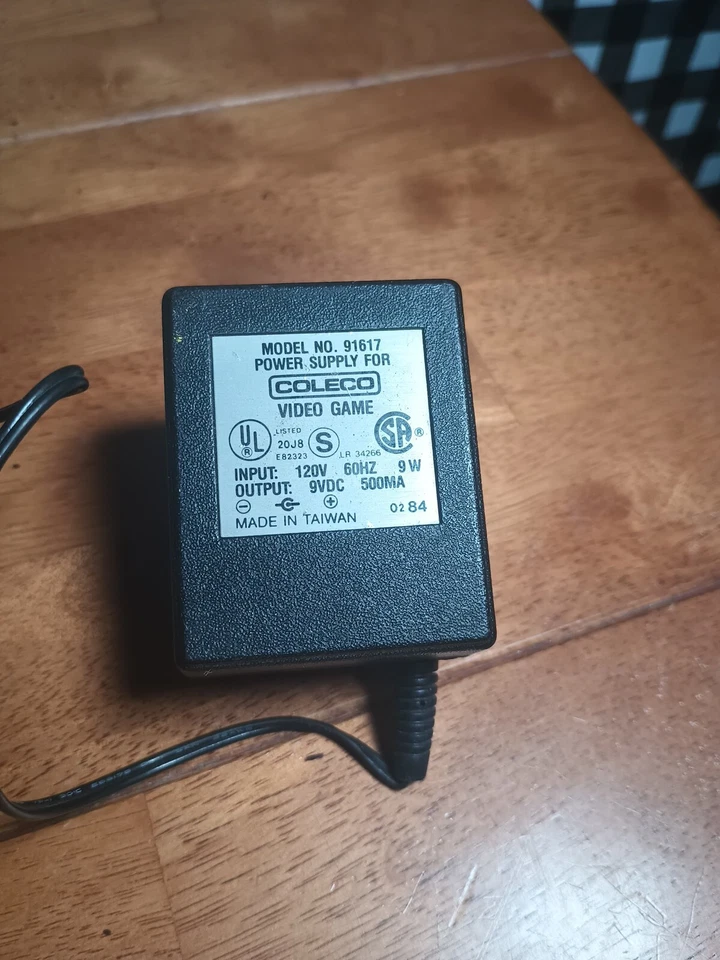 MODEL NO. 91617
POWER SUPPLY FOR
COLECO
VIDEO GAME
UL ® LISTED 20J8 E82323 S LR 34266 SA ®
INPUT: 120V 60HZ 9W
OUTPUT: 9VDC 500MA
02 84
MADE IN TAIWAN